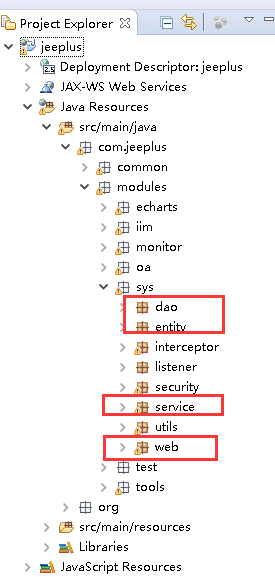 Project Explorer
jeeplus
Deployment Descriptor: jeeplus
JAX-WS Web Services
Java Resources
src/main/java
com.jeeplus
common
modules
echarts
iim
monitor
oa
sys
dao
entity
interceptor
listener
security
service
utils
web
test
tools
org
src/main/resources
Libraries
JavaScript Resources